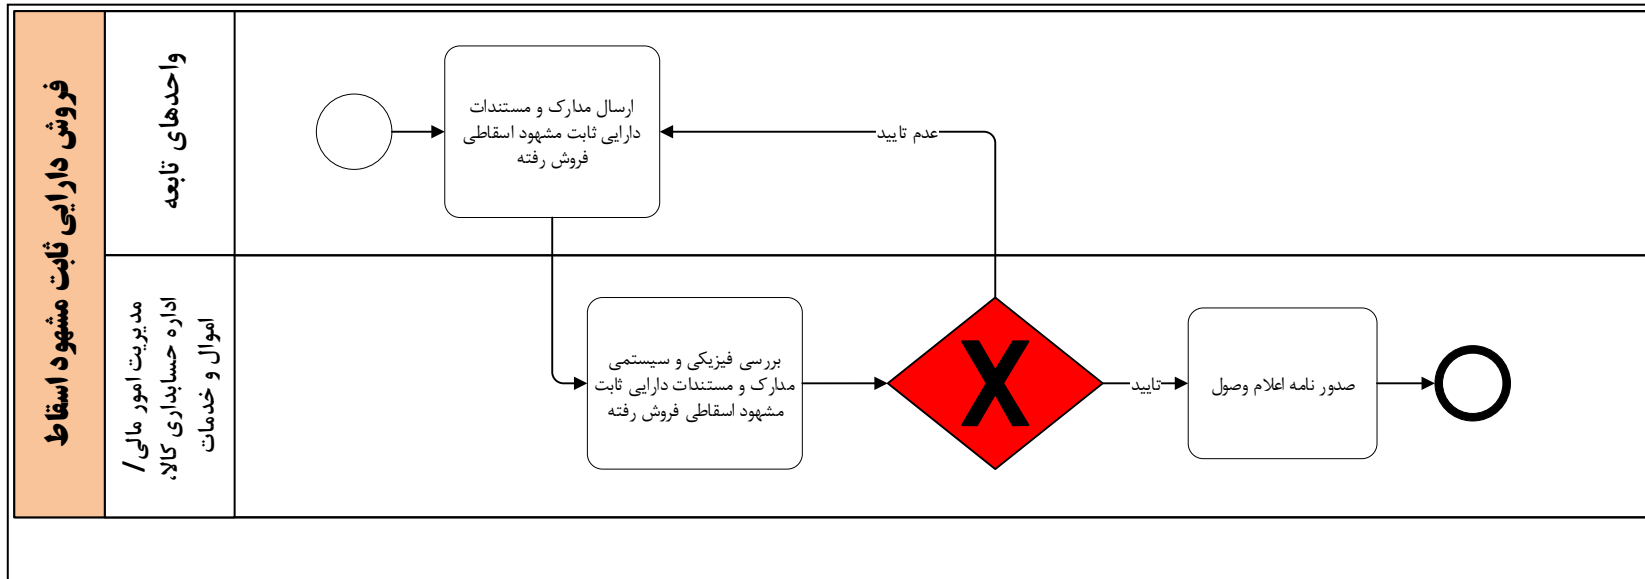 فروش دارایی ثابت مشهود اسقاط
واحدهای تابعه
ارسال مدارک و مستندات
دارایی ثابت مشهود اسقاطی
فروش رفته
عدم تایید
مدیریت امور مالی/
اداره حسابداری کالا،
اموال و خدمات
بررسی فیزیکی و سیستمی
مدارک و مستندات دارایی ثابت
مشهود اسقاطی فروش رفته
X
تایید
صدور نامه اعلام وصول